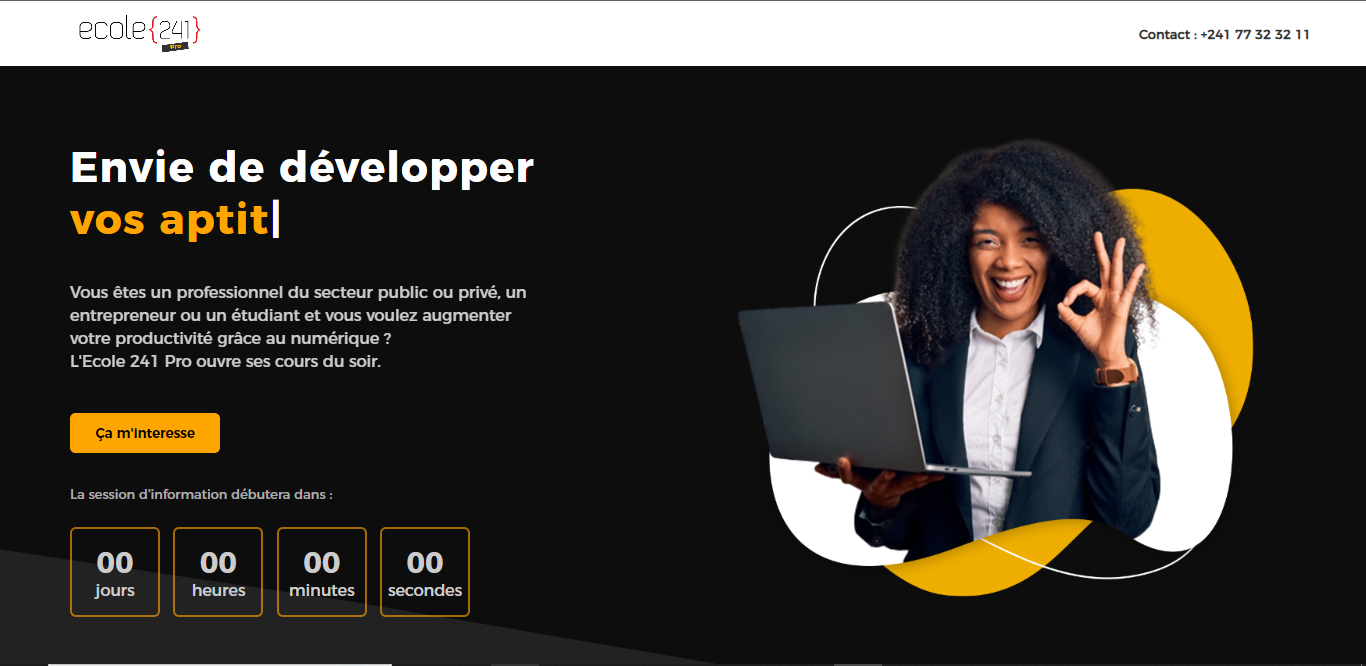 ecole{241}
pro
Contact : +241 77 32 32 11
Envie de développer
vos aptit
Vous êtes un professionnel du secteur public ou privé, un
entrepreneur ou un étudiant et vous voulez augmenter
votre productivité grâce au numérique ?
L'Ecole 241 Pro ouvre ses cours du soir.
Ça m'interesse
La session d'information débutera dans :
00 00 00 00
jours heures minutes secondes